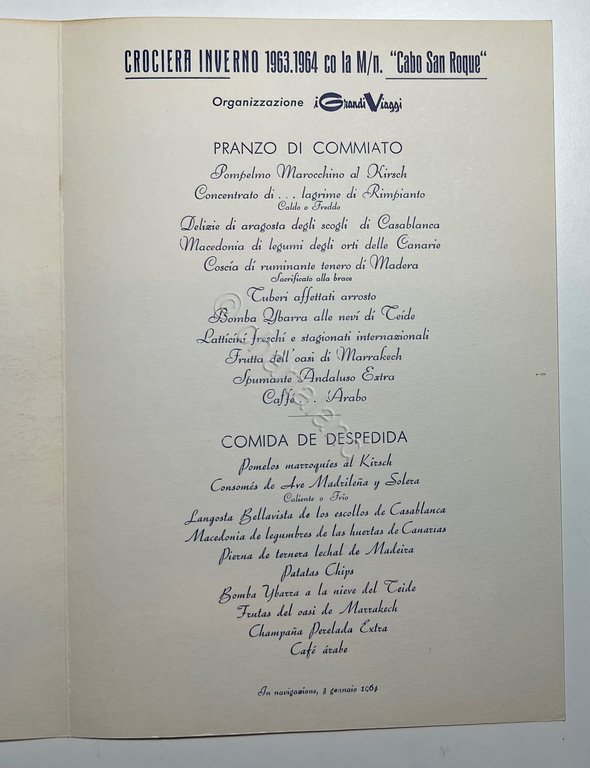 CROCIERA INVERNO 1963.1964 co la M/n. "Cabo San Roque"
Organizzazione i Grandi Viaggi
PRANZO DI COMMIATO
Pompelmo Marocchino al Kirsch
Concentrato di . . . lagrime di Rimpianto
Caldo o Freddo
Delizie di aragosta degli scogli di Casablanca
Macedonia di legumi degli orti delle Canarie
Coscia di ruminante tenero di Madera
Sacrificato alla brace
Tuberi affettati arrosto
Bomba Ybarra alle nevi di Teide
Latticini freschi e stagionati internazionali
Frutta dell'oasi di Marrakech
Spumante Andaluso Extra
Caffé . . . Arabo
COMIDA DE DESPEDIDA
Pomelos marroquíes al Kirsch
Consomés de Ave Madrileña y Solera
Caliente o Frío
Langosta Bellavista de los escollos de Casablanca
Macedonia de legumbres de las huertas de Canarias
Pierna de ternera lechal de Madeira
Patatas Chips
Bomba Ybarra a la nieve del Teide
Frutas del oasi de Marrakech
Champaña Perelada Extra
Café árabe
In navigazione, 3 gennaio 1964